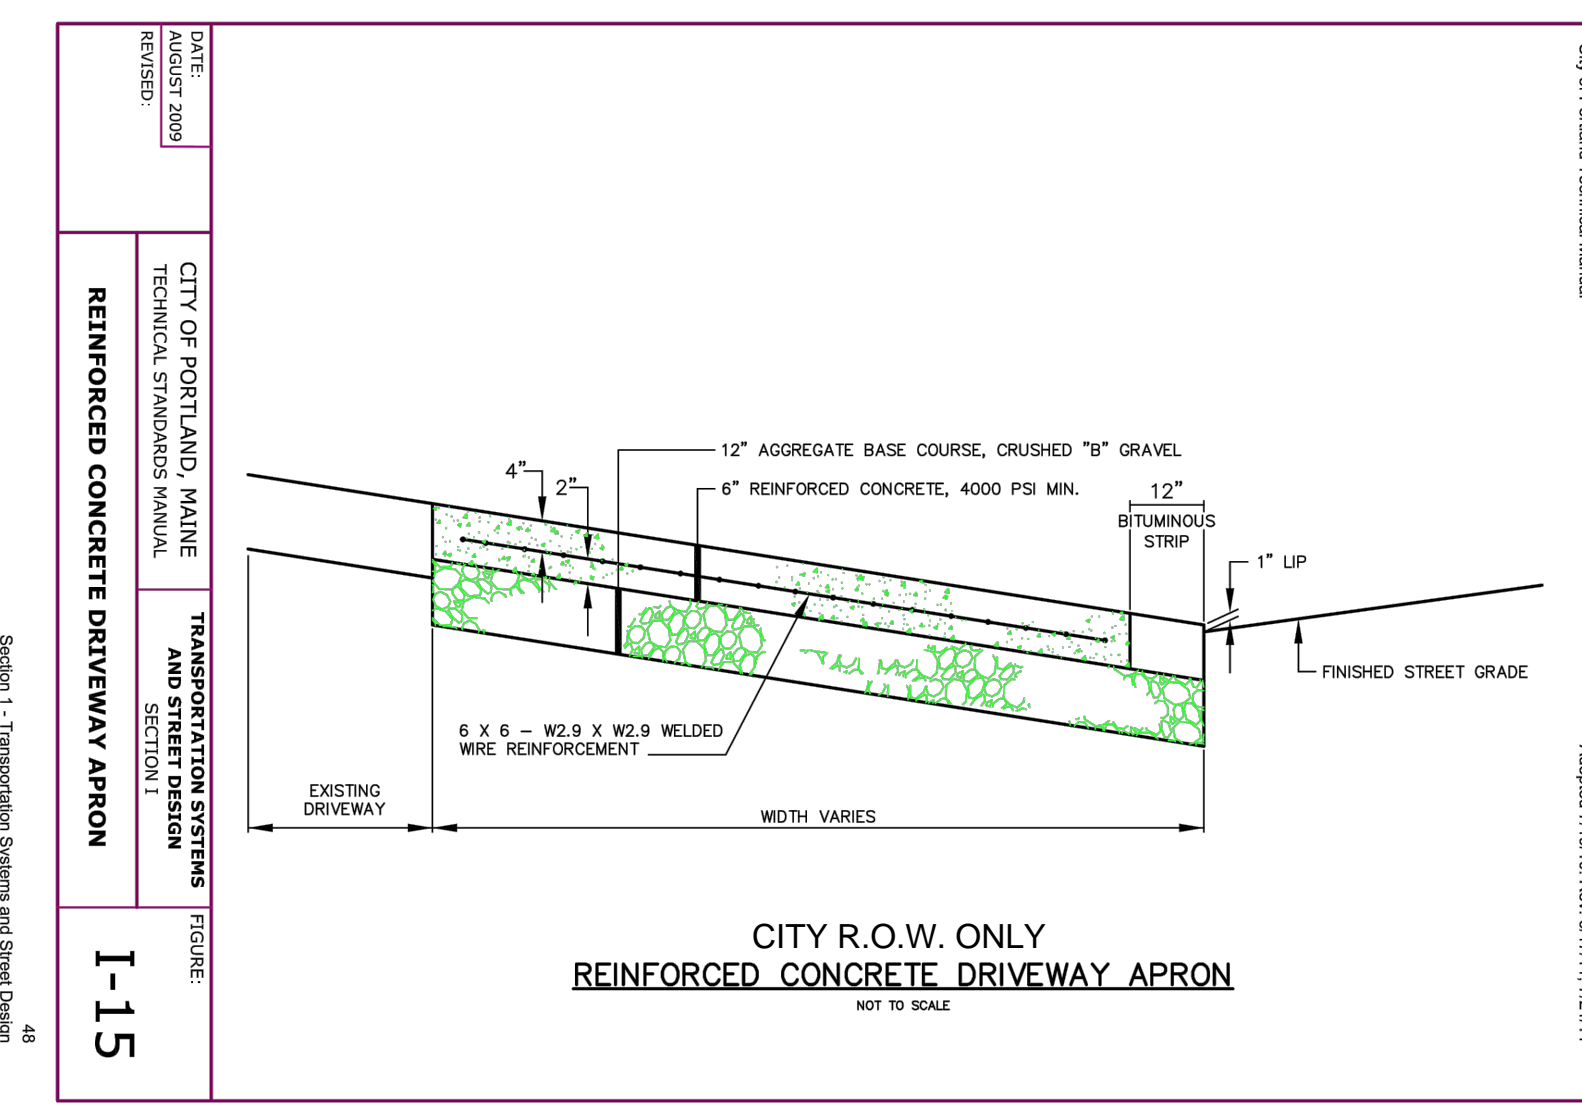 12” AGGREGATE BASE COURSE, CRUSHED ”B” GRAVEL
4”
2”
6” REINFORCED CONCRETE, 4000 PSI MIN.
12”
BITUMINOUS
STRIP
1” LIP
FINISHED STREET GRADE
6 X 6 – W2.9 X W2.9 WELDED
WIRE REINFORCEMENT
EXISTING
DRIVEWAY
WIDTH VARIES
CITY R.O.W. ONLY
REINFORCED CONCRETE DRIVEWAY APRON
NOT TO SCALE
DATE:
AUGUST 2009
REVISED:
CITY OF PORTLAND, MAINE
TECHNICAL STANDARDS MANUAL
REINFORCED CONCRETE DRIVEWAY APRON
TRANSPORTATION SYSTEMS
AND STREET DESIGN
SECTION I
FIGURE:
I-15
48
Section 1 - Transportation Systems and Street Design